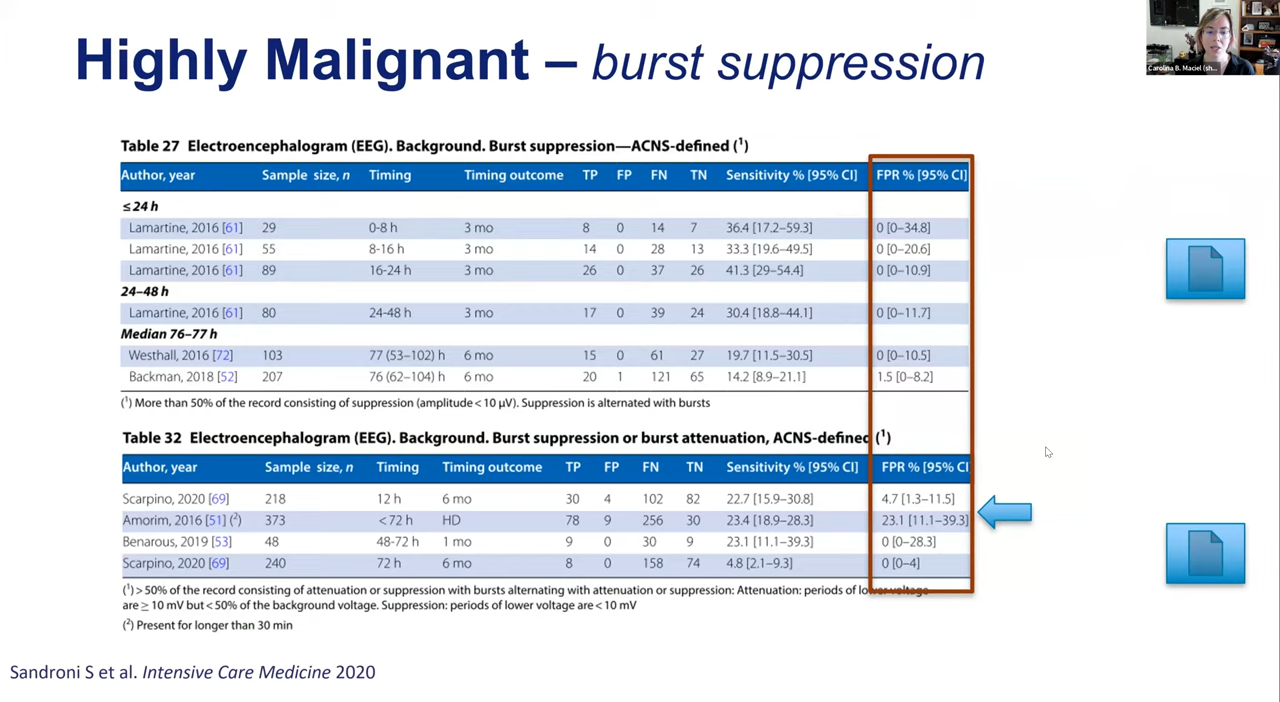 Highly Malignant – burst suppression
Carolina B. Maciel (sh...
Table 27 Electroencephalogram (EEG). Background. Burst suppression—ACNS-defined (1)
Author, year Sample size, n Timing Timing outcome TP FP FN TN Sensitivity % [95% CI] FPR % [95% CI]
≤ 24 h
Lamartine, 2016 [61] 29 0-8 h 3 mo 8 0 14 7 36.4 [17.2–59.3] 0 [0–34.8]
Lamartine, 2016 [61] 55 8-16 h 3 mo 14 0 28 13 33.3 [19.6–49.5] 0 [0–20.6]
Lamartine, 2016 [61] 89 16-24 h 3 mo 26 0 37 26 41.3 [29–54.4] 0 [0–10.9]
24–48 h
Lamartine, 2016 [61] 80 24-48 h 3 mo 17 0 39 24 30.4 [18.8–44.1] 0 [0–11.7]
Median 76–77 h
Westhall, 2016 [72] 103 77 (53–102) h 6 mo 15 0 61 27 19.7 [11.5–30.5] 0 [0–10.5]
Backman, 2018 [52] 207 76 (62–104) h 6 mo 20 1 121 65 14.2 [8.9–21.1] 1.5 [0–8.2]
(1) More than 50% of the record consisting of suppression (amplitude < 10 µV). Suppression is alternated with bursts
Table 32 Electroencephalogram (EEG). Background. Burst suppression or burst attenuation, ACNS-defined (1)
Author, year Sample size, n Timing Timing outcome TP FP FN TN Sensitivity % [95% CI] FPR % [95% CI]
Scarpino, 2020 [69] 218 12 h 6 mo 30 4 102 82 22.7 [15.9–30.8] 4.7 [1.3–11.5]
Amorim, 2016 [51] (2) 373 < 72 h HD 78 9 256 30 23.4 [18.9–28.3] 23.1 [11.1–39.3]
Benarous, 2019 [53] 48 48-72 h 1 mo 9 0 30 9 23.1 [11.1–39.3] 0 [0–28.3]
Scarpino, 2020 [69] 240 72 h 6 mo 8 0 158 74 4.8 [2.1–9.3] 0 [0–4]
(1) > 50% of the record consisting of attenuation or suppression with bursts alternating with attenuation or suppression: Attenuation: periods of lower voltage
are ≥ 10 mV but < 50% of the background voltage. Suppression: periods of lower voltage are < 10 mV
(2) Present for longer than 30 min
Sandroni S et al. Intensive Care Medicine 2020